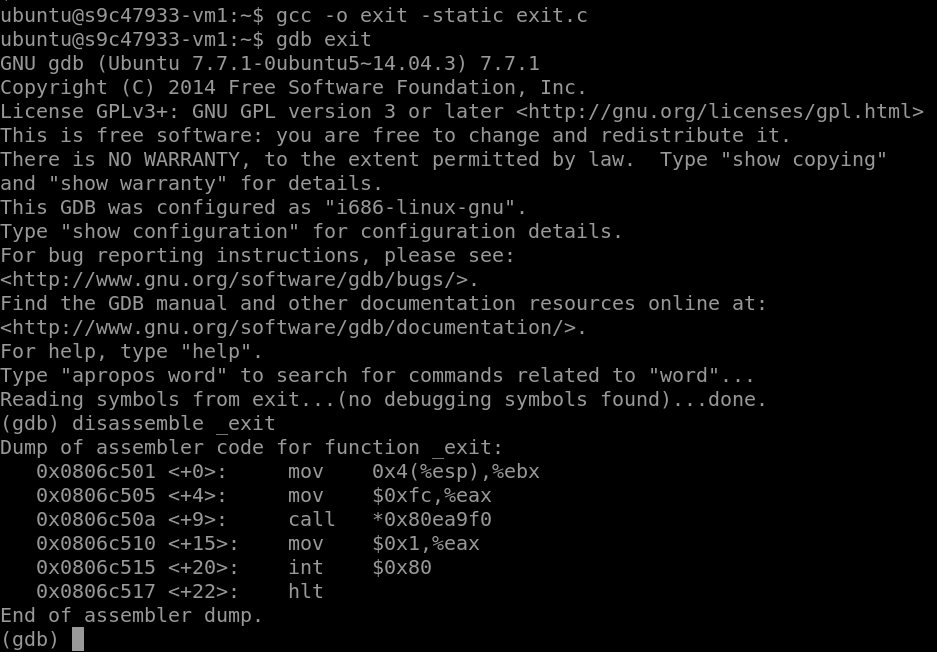 ubuntu@s9c47933-vm1:~$ gcc -o exit -static exit.c
ubuntu@s9c47933-vm1:~$ gdb exit
GNU gdb (Ubuntu 7.7.1-0ubuntu5~14.04.3) 7.7.1
Copyright (C) 2014 Free Software Foundation, Inc.
License GPLv3+: GNU GPL version 3 or later <http://gnu.org/licenses/gpl.html>
This is free software: you are free to change and redistribute it.
There is NO WARRANTY, to the extent permitted by law.  Type "show copying"
and "show warranty" for details.
This GDB was configured as "i686-linux-gnu".
Type "show configuration" for configuration details.
For bug reporting instructions, please see:
<http://www.gnu.org/software/gdb/bugs/>.
Find the GDB manual and other documentation resources online at:
<http://www.gnu.org/software/gdb/documentation/>.
For help, type "help".
Type "apropos word" to search for commands related to "word"...
Reading symbols from exit...(no debugging symbols found)...done.
(gdb) disassemble _exit
Dump of assembler code for function _exit:
   0x0806c501 <+0>:     mov    0x4(%esp),%ebx
   0x0806c505 <+4>:     mov    $0xfc,%eax
   0x0806c50a <+9>:     call   *0x80ea9f0
   0x0806c510 <+15>:    mov    $0x1,%eax
   0x0806c515 <+20>:    int    $0x80
   0x0806c517 <+22>:    hlt
End of assembler dump.
(gdb)